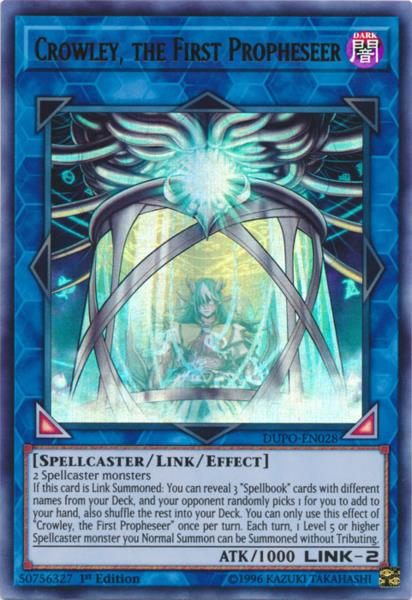 Crowley, the First Propheseer
DARK
闇
DUPO-EN028
[Spellcaster/Link/Effect]
2 Spellcaster monsters
If this card is Link Summoned: You can reveal 3 "Spellbook" cards with different
names from your Deck, and your opponent randomly picks 1 for you to add to
your hand, also shuffle the rest into your Deck. You can only use this effect of
"Crowley, the First Propheseer" once per turn. Each turn, 1 Level 5 or higher
Spellcaster monster you Normal Summon can be Summoned without Tributing.
ATK/1000 LINK-2
50756327 1st Edition ©1996 KAZUKI TAKAHASHI